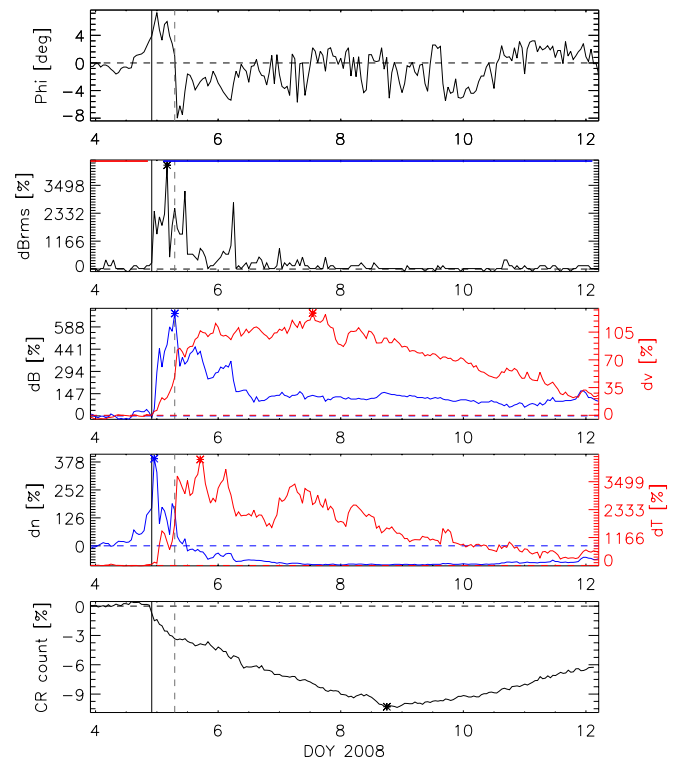 Phi [deg]
4
0
−4
−8
4 6 8 10 12
dBrms [%]
3498
2332
1166
0
4 6 8 10 12
dB [%]
588
441
294
147
0
105
70
35
0
dv [%]
4 6 8 10 12
dn [%]
378
252
126
0
3499
2333
1166
0
dT [%]
4 6 8 10 12
CR count [%]
0
−3
−6
−9
4 6 8 10 12
DOY 2008